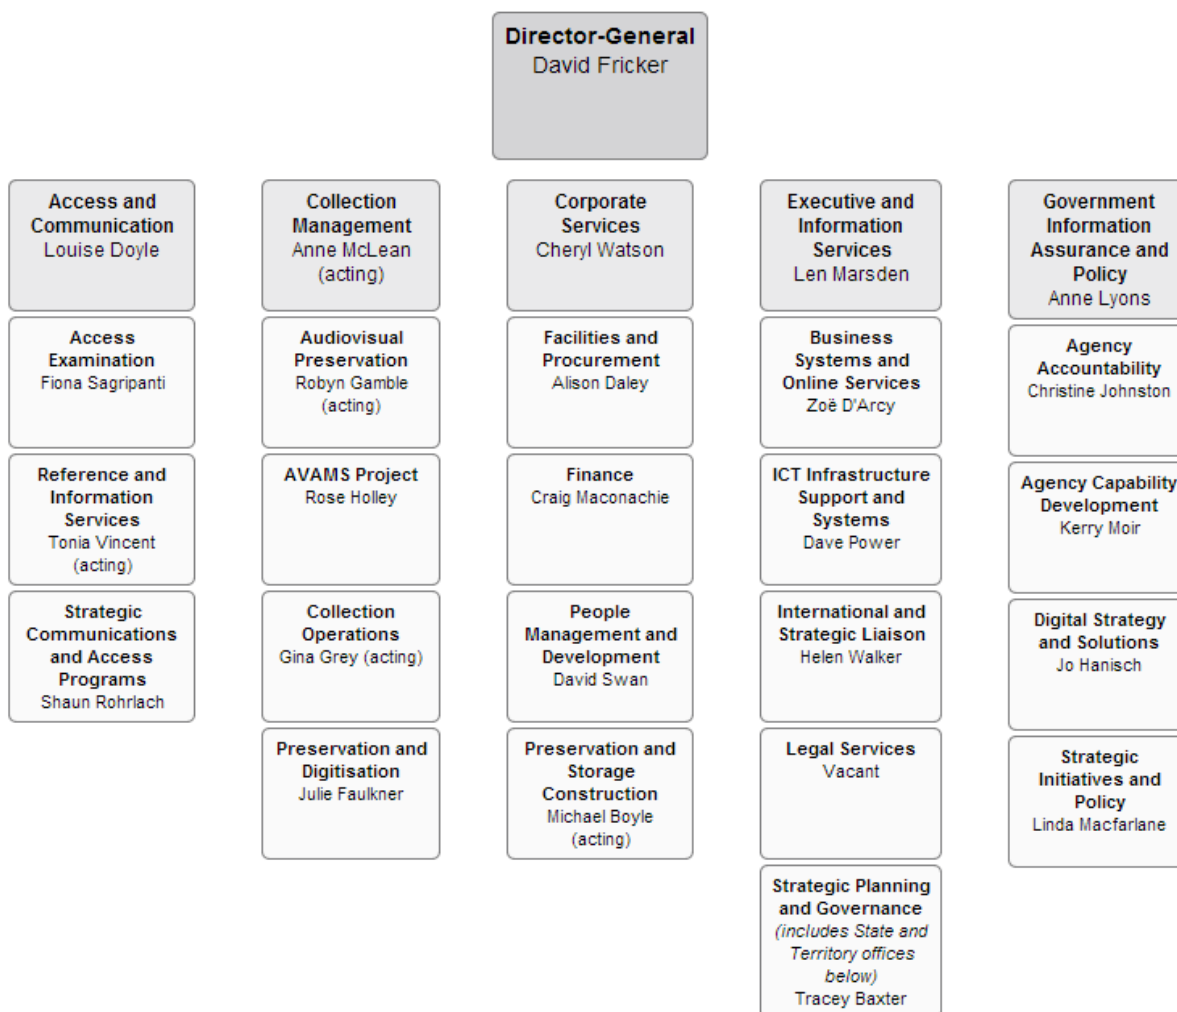 Director-General
David Fricker
Access and
Communication
Louise Doyle
Access
Examination
Fiona Sagripanti
Reference and
Information
Services
Tonia Vincent
(acting)
Strategic
Communications
and Access
Programs
Shaun Rohrlach
Collection
Management
Anne McLean
(acting)
Audiovisual
Preservation
Robyn Gamble
(acting)
AVAMS Project
Rose Holley
Collection
Operations
Gina Grey (acting)
Preservation and
Digitisation
Julie Faulkner
Corporate
Services
Cheryl Watson
Facilities and
Procurement
Alison Daley
Finance
Craig Maconachie
People
Management and
Development
David Swan
Preservation and
Storage
Construction
Michael Boyle
(acting)
Executive and
Information
Services
Len Marsden
Business
Systems and
Online Services
Zoë D'Arcy
ICT Infrastructure
Support and
Systems
Dave Power
International and
Strategic Liaison
Helen Walker
Legal Services
Vacant
Strategic Planning
and Governance
(includes State and
Territory offices
below)
Tracey Baxter
Government
Information
Assurance and
Policy
Anne Lyons
Agency
Accountability
Christine Johnston
Agency Capability
Development
Kerry Moir
Digital Strategy
and Solutions
Jo Hanisch
Strategic
Initiatives and
Policy
Linda Macfarlane